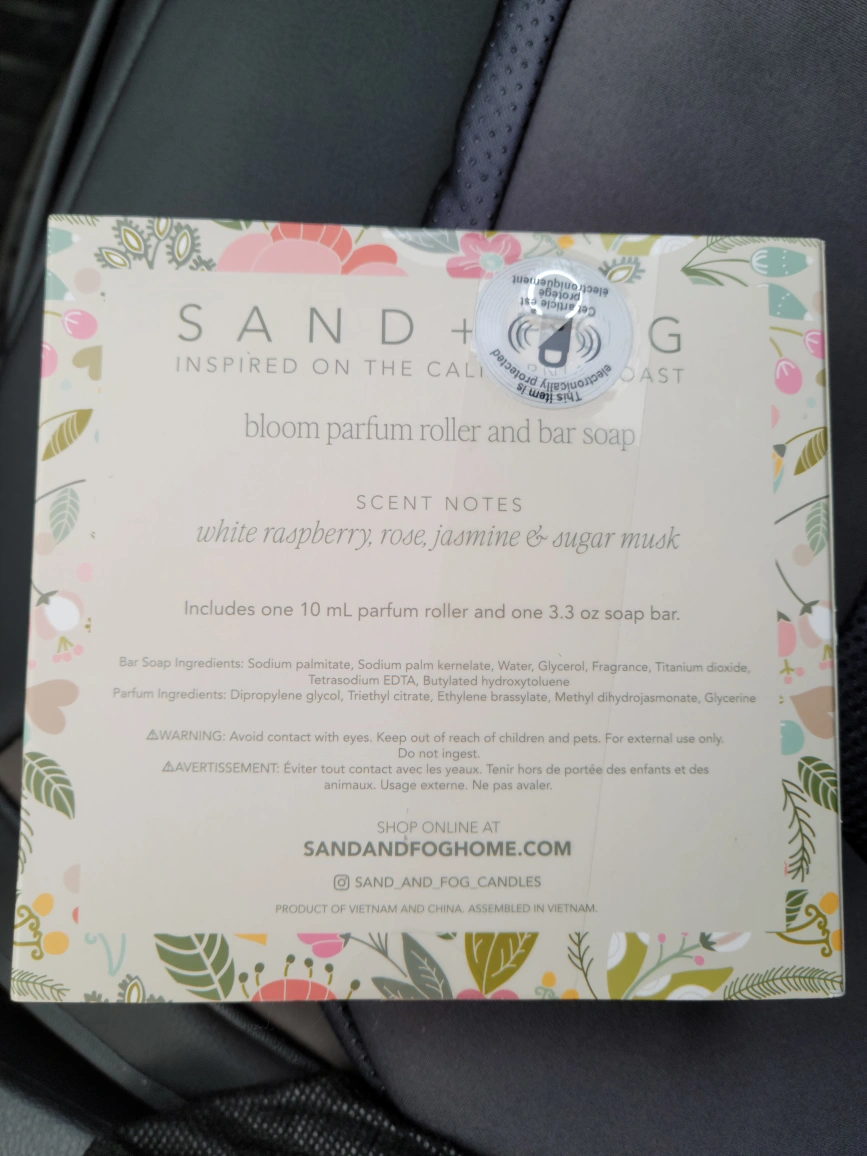 SAND + G
INSPIRED ON THE COAST
bloom parfum roller and bar soap
SCENT NOTES
white raspberry, rose, jasmine & sugar musk
Includes one 10 mL parfum roller and one 3.3 oz soap bar.
Bar Soap Ingredients: Sodium palmitate, Sodium palm kernelate, Water, Glycerol, Fragrance, Titanium dioxide,
Tetrasodium EDTA, Butylated hydroxytoluene
Parfum Ingredients: Dipropylene glycol, Triethyl citrate, Ethylene brassylate, Methyl dihydrojasmonate, Glycerine
⚠WARNING: Avoid contact with eyes. Keep out of reach of children and pets. For external use only.
Do not ingest.
⚠AVERTISSEMENT: Éviter tout contact avec les yeaux. Tenir hors de portée des enfants et des
animaux. Usage externe. Ne pas avaler.
SHOP ONLINE AT
SANDANDFOGHOME.COM
SAND_AND_FOG_CANDLES
PRODUCT OF VIETNAM AND CHINA. ASSEMBLED IN VIETNAM.
This item is
electronically protected
Cet article est
protégé
électroniquement